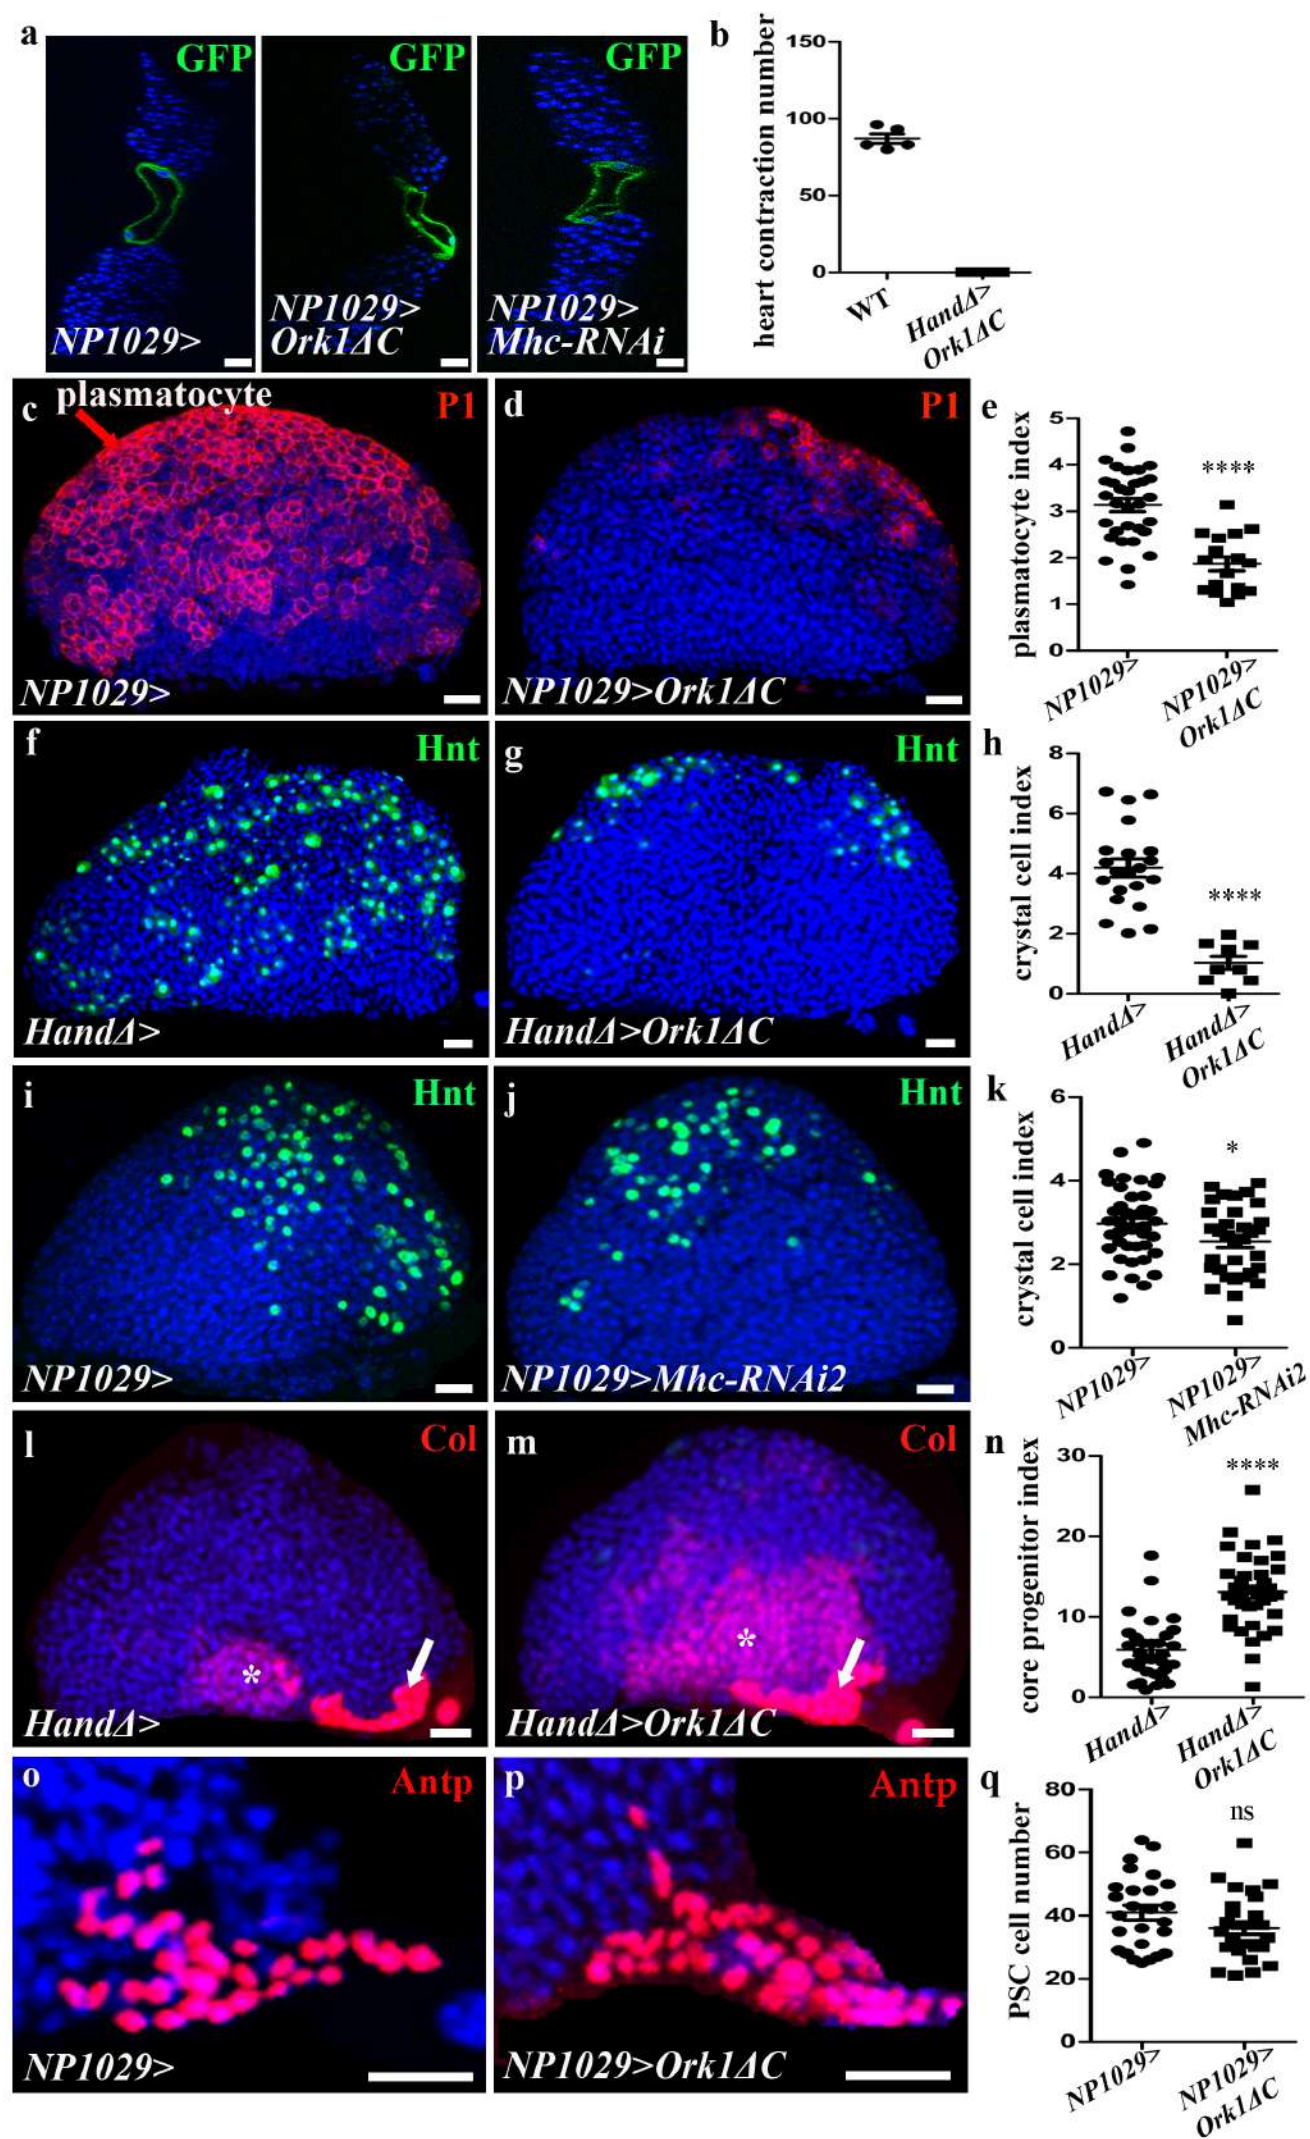 a
GFP
GFP
GFP
NP1029>
NP1029>
Ork1ΔC
NP1029>
Mhc-RNAi
b
heart contraction number
150
100
50
0
WT
HandΔ>
Ork1ΔC
c
plasmatocyte
P1
NP1029>
d
P1
NP1029>Ork1ΔC
e
plasmatocyte index
5
4
3
2
1
0
****
NP1029>
NP1029>
Ork1ΔC
f
Hnt
HandΔ>
g
Hnt
HandΔ>Ork1ΔC
h
crystal cell index
8
6
4
2
0
****
HandΔ>
HandΔ>
Ork1ΔC
i
Hnt
NP1029>
j
Hnt
NP1029>Mhc-RNAi2
k
crystal cell index
6
4
2
0
*
NP1029>
NP1029>
Mhc-RNAi2
l
Col
*
HandΔ>
m
Col
*
HandΔ>Ork1ΔC
n
core progenitor index
30
20
10
0
****
HandΔ>
HandΔ>
Ork1ΔC
o
Antp
NP1029>
p
Antp
NP1029>Ork1ΔC
q
PSC cell number
80
60
40
20
0
ns
NP1029>
NP1029>
Ork1ΔC